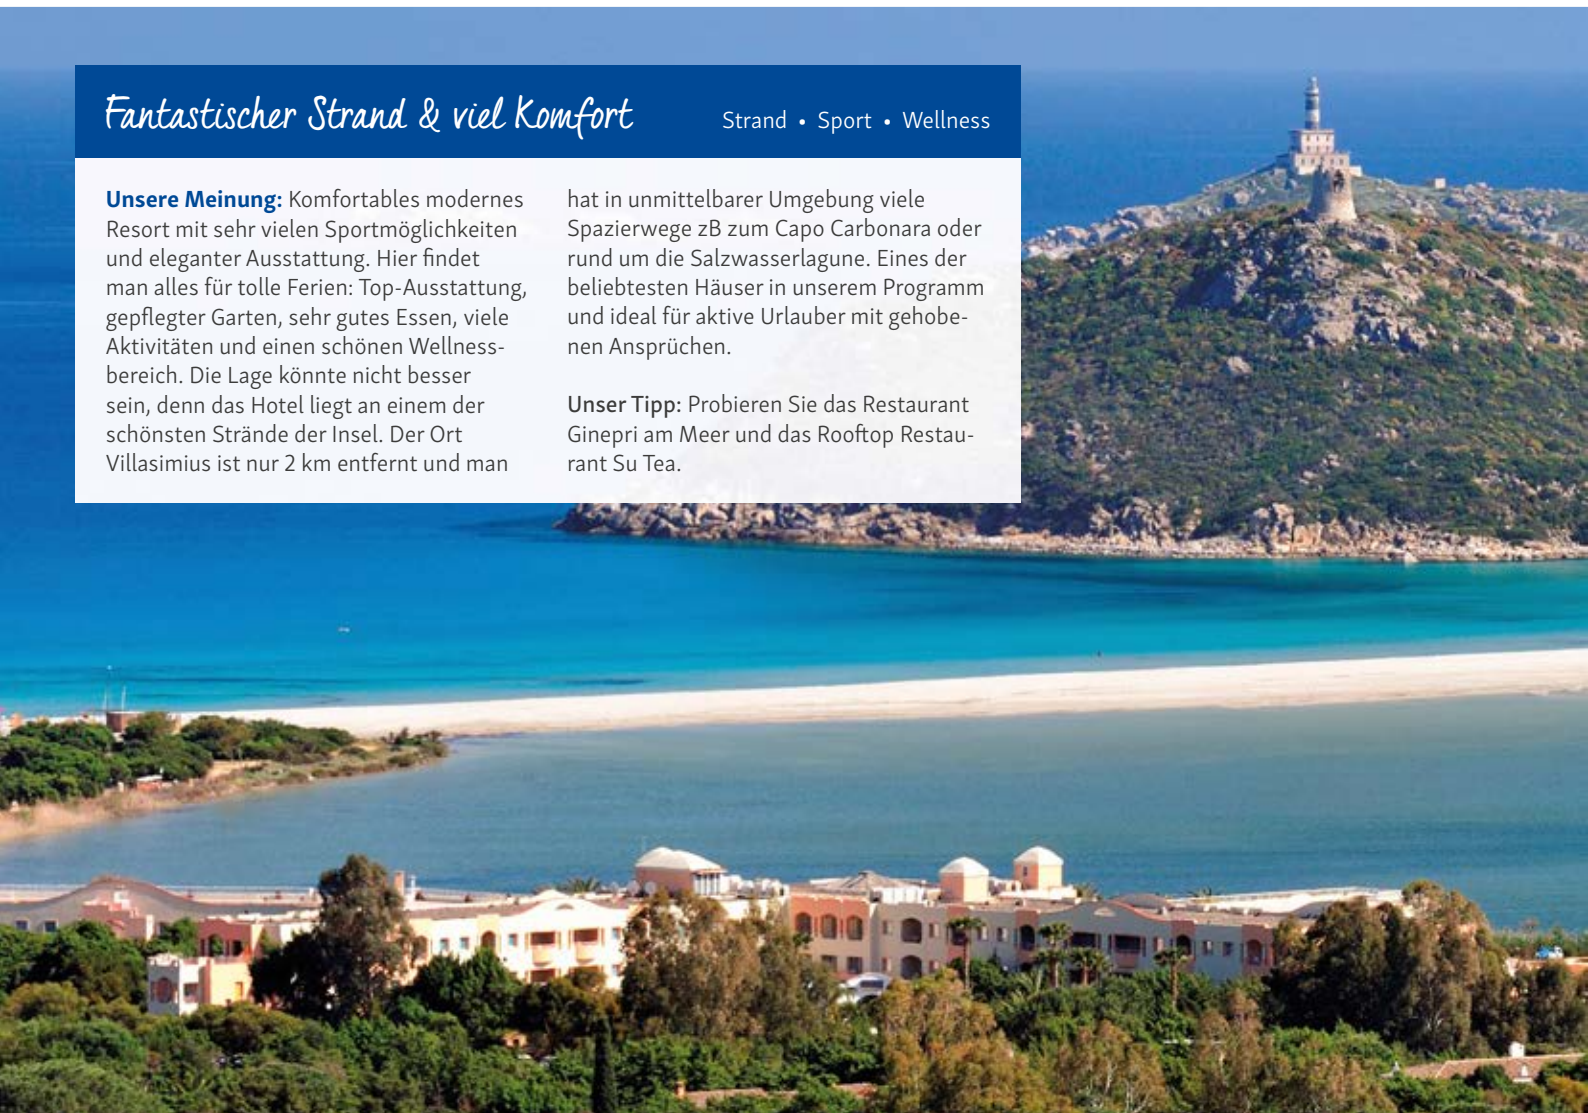 Fantastischer Strand & viel Komfort
Strand • Sport • Wellness
Unsere Meinung: Komfortables modernes
Resort mit sehr vielen Sportmöglichkeiten
und eleganter Ausstattung. Hier findet
man alles für tolle Ferien: Top-Ausstattung,
gepflegter Garten, sehr gutes Essen, viele
Aktivitäten und einen schönen Wellness-
bereich. Die Lage könnte nicht besser
sein, denn das Hotel liegt an einem der
schönsten Strände der Insel. Der Ort
Villasimius ist nur 2 km entfernt und man
hat in unmittelbarer Umgebung viele
Spazierwege zB zum Capo Carbonara oder
rund um die Salzwasserlagune. Eines der
beliebtesten Häuser in unserem Programm
und ideal für aktive Urlauber mit gehobe-
nen Ansprüchen.
Unser Tipp: Probieren Sie das Restaurant
Ginepri am Meer und das Rooftop Restau-
rant Su Tea.